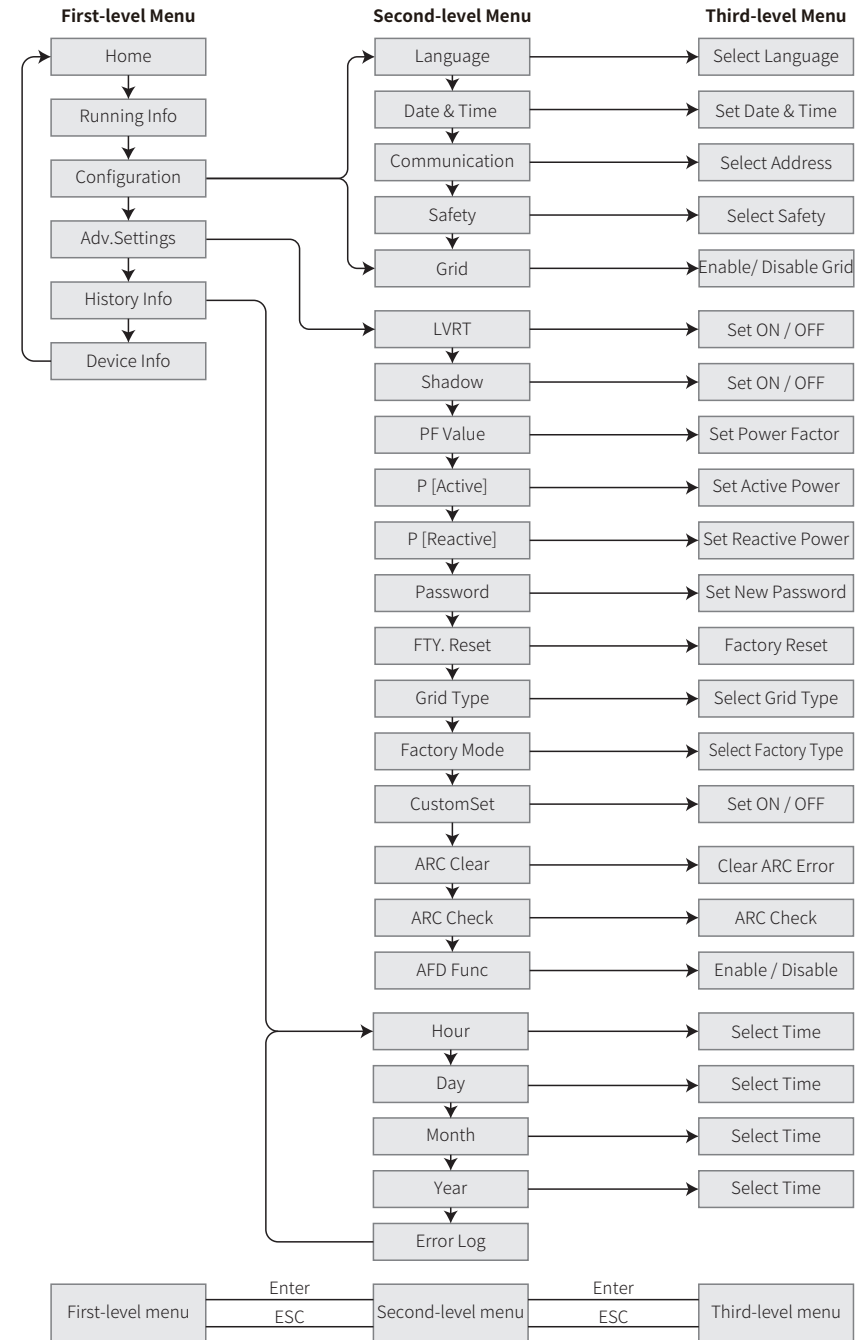 First-level Menu
Second-level Menu
Third-level Menu
Home
Running Info
Configuration
Adv.Settings
History Info
Device Info
Language
Select Language
Date & Time
Set Date & Time
Communication
Select Address
Safety
Select Safety
Grid
Enable/ Disable Grid
LVRT
Set ON / OFF
Shadow
Set ON / OFF
PF Value
Set Power Factor
P [Active]
Set Active Power
P [Reactive]
Set Reactive Power
Password
Set New Password
FTY. Reset
Factory Reset
Grid Type
Select Grid Type
Factory Mode
Select Factory Type
CustomSet
Set ON / OFF
ARC Clear
Clear ARC Error
ARC Check
ARC Check
AFD Func
Enable / Disable
Hour
Select Time
Day
Select Time
Month
Select Time
Year
Select Time
Error Log
First-level menu
Enter
ESC
Second-level menu
Enter
ESC
Third-level menu